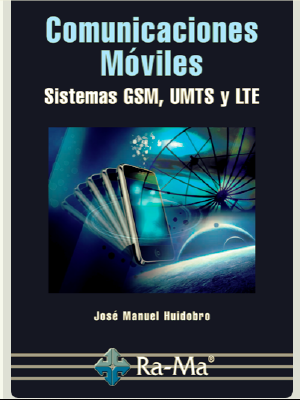 Comunicaciones
Móviles
Sistemas GSM, UMTS y LTE
José Manuel Huidobro
Ra-Ma®